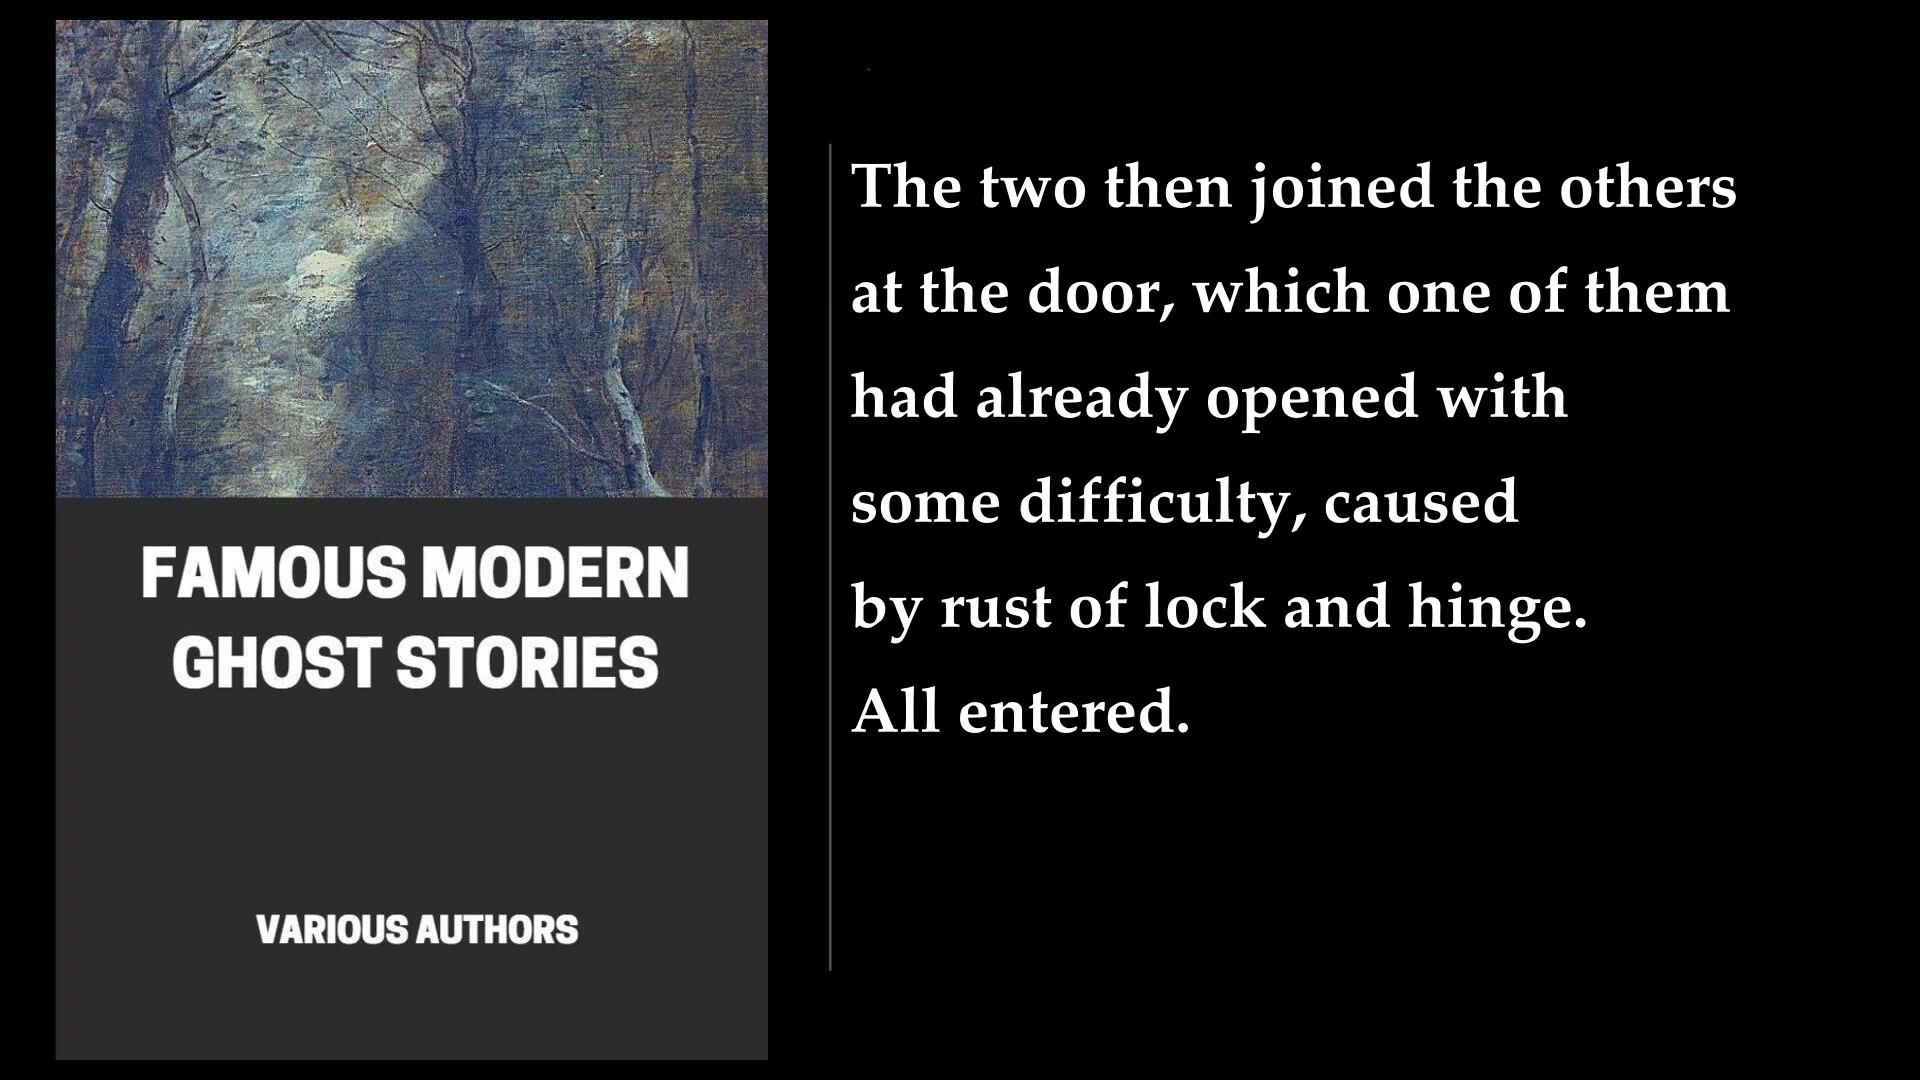 FAMOUS MODERN
GHOST STORIES
VARIOUS AUTHORS
The two then joined the others
at the door, which one of them
had already opened with
some difficulty, caused
by rust of lock and hinge.
All entered.